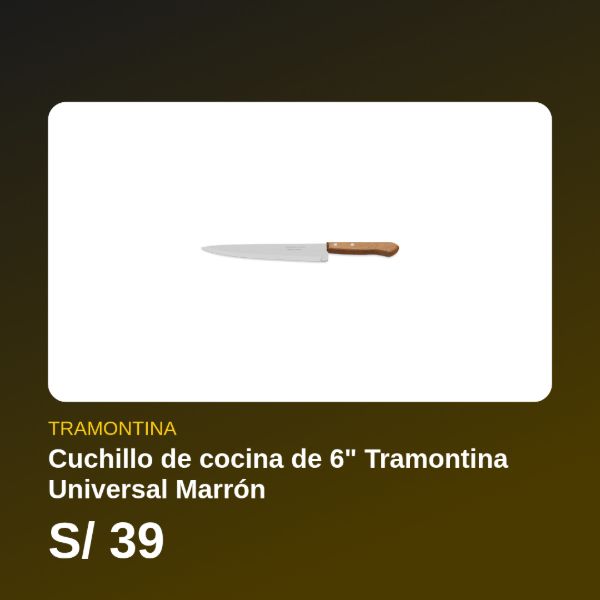 TRAMONTINA
Cuchillo de cocina de 6" Tramontina
Universal Marrón
S/ 39